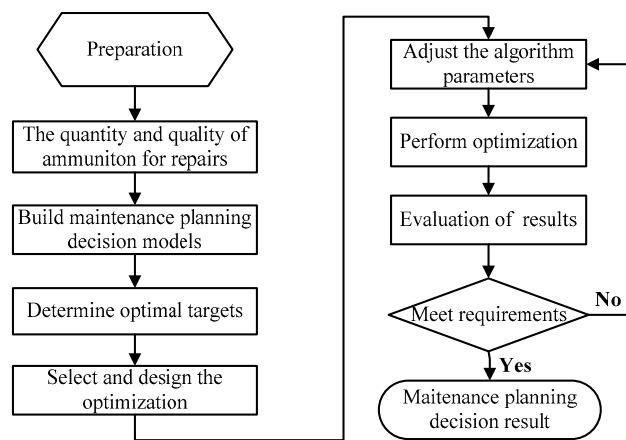 Preparation
The quantity and quality of
ammuniton for repairs
Build maintenance planning
decision models
Determine optimal targets
Select and design the
optimization
Adjust the algorithm
parameters
Perform optimization
Evaluation of results
Meet requirements
No
Yes
Maitenance planning
decision result